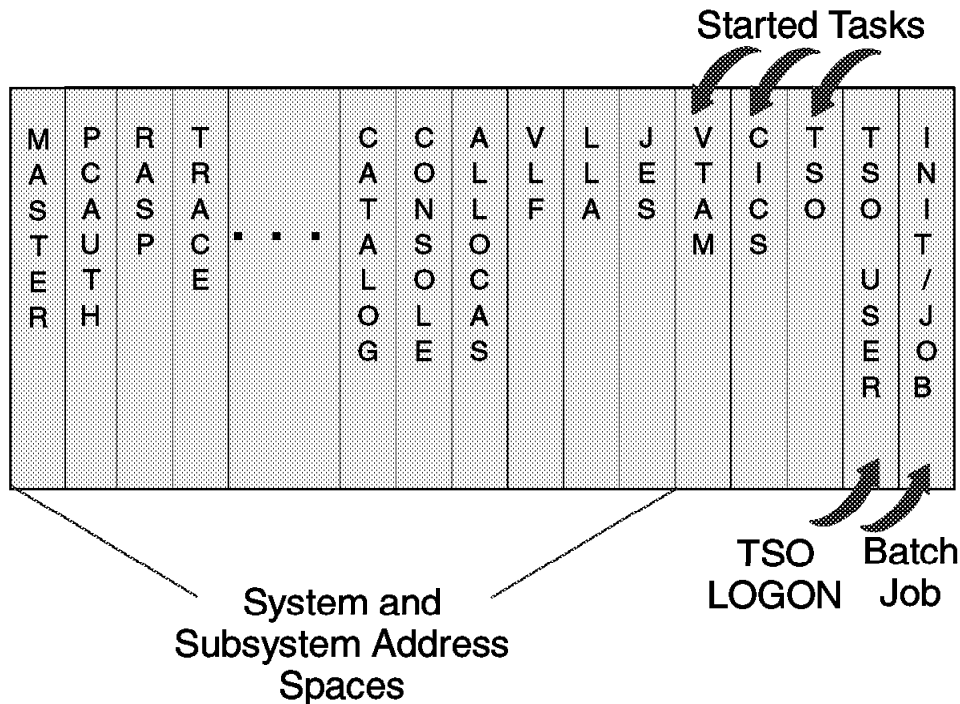 Started Tasks
MASTER
PCAUTH
RASP
TRACE
. . .
CATALOG
CONSOLE
ALLOCAS
VLF
LLA
JES
VTAM
CICS
TSO
TSO USER
INIT/JOB
TSO
LOGON
Batch
Job
System and
Subsystem Address
Spaces